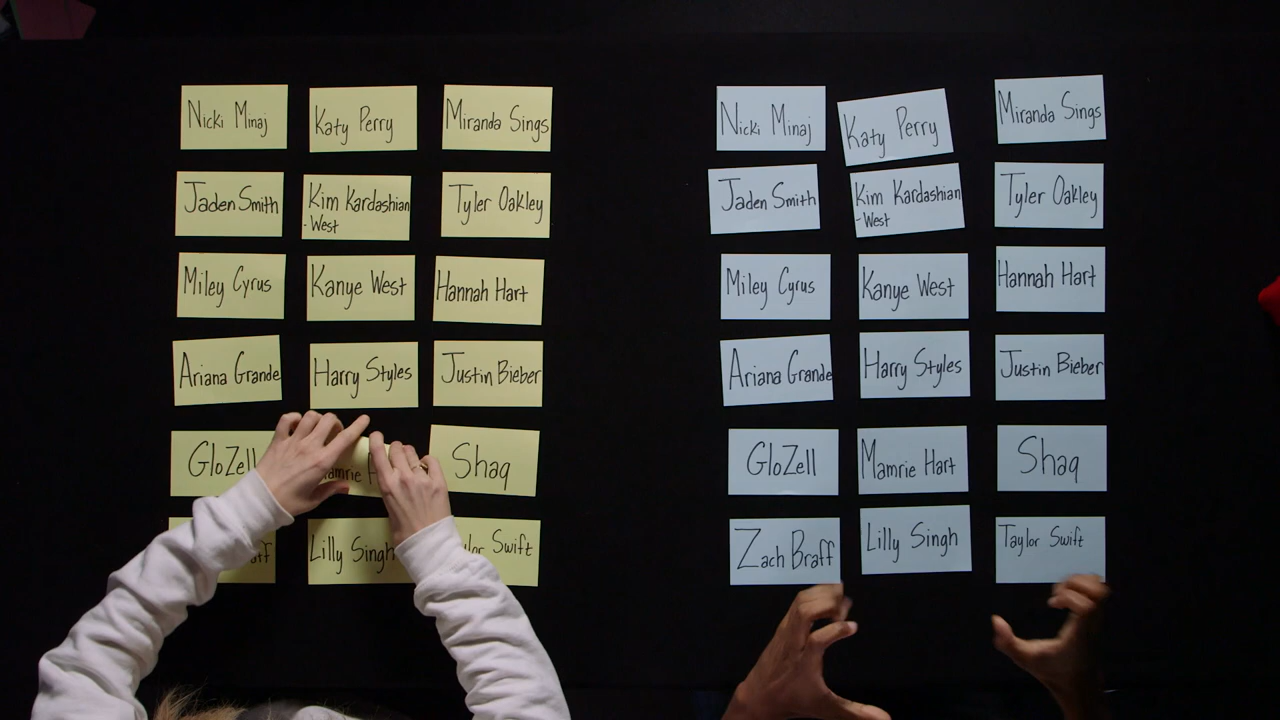 Nicki Minaj
Katy Perry
Miranda Sings
Jaden Smith
Kim Kardashian
-West
Tyler Oakley
Miley Cyrus
Kanye West
Hannah Hart
Ariana Grande
Harry Styles
Justin Bieber
GloZell
Shaq
Lilly Singh
Swift
Nicki Minaj
Katy Perry
Miranda Sings
Jaden Smith
Kim Kardashian
-West
Tyler Oakley
Miley Cyrus
Kanye West
Hannah Hart
Ariana Grande
Harry Styles
Justin Bieber
GloZell
Mamrie Hart
Shaq
Zach Braff
Lilly Singh
Taylor Swift